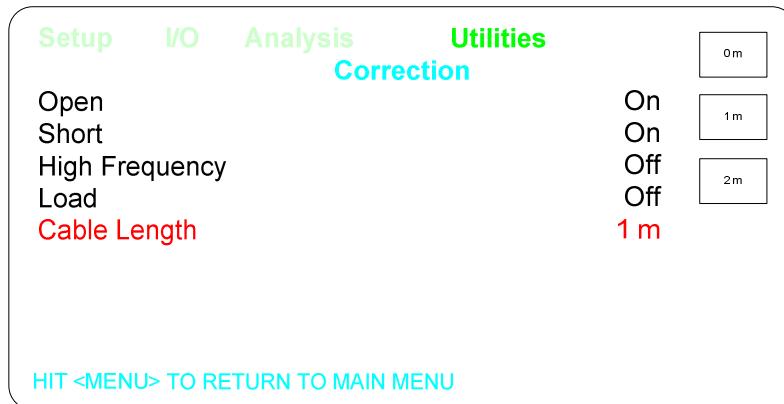 Setup I/O Analysis Utilities
Correction
Open On
Short On
High Frequency Off
Load Off
Cable Length 1 m
HIT <MENU> TO RETURN TO MAIN MENU
0 m
1 m
2 m